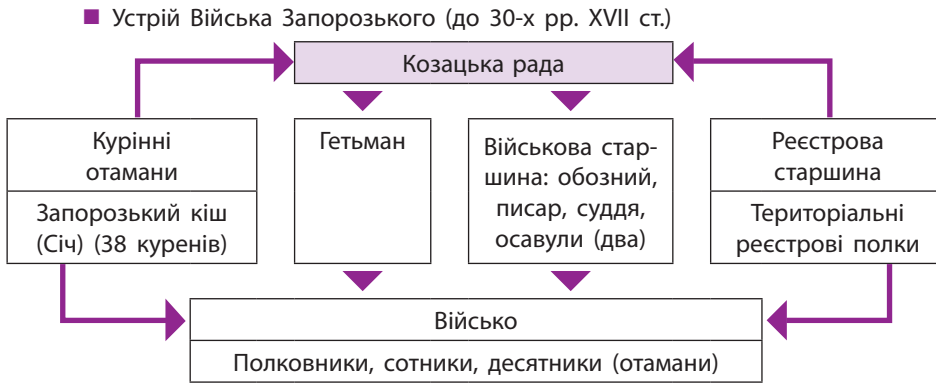 Устрій Війська Запорозького (до 30-х рр. XVII ст.)
Козацька рада
Курінні
отамани
Запорозький кіш
(Січ) (38 куренів)
Гетьман
Військова стар-
шина: обозний,
писар, суддя,
осавули (два)
Реєстрова
старшина
Територіальні
реєстрові полки
Військо
Полковники, сотники, десятники (отамани)